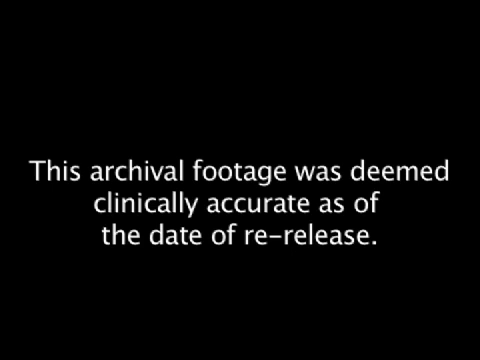 This archival footage was deemed
clinically accurate as of
the date of re-release.